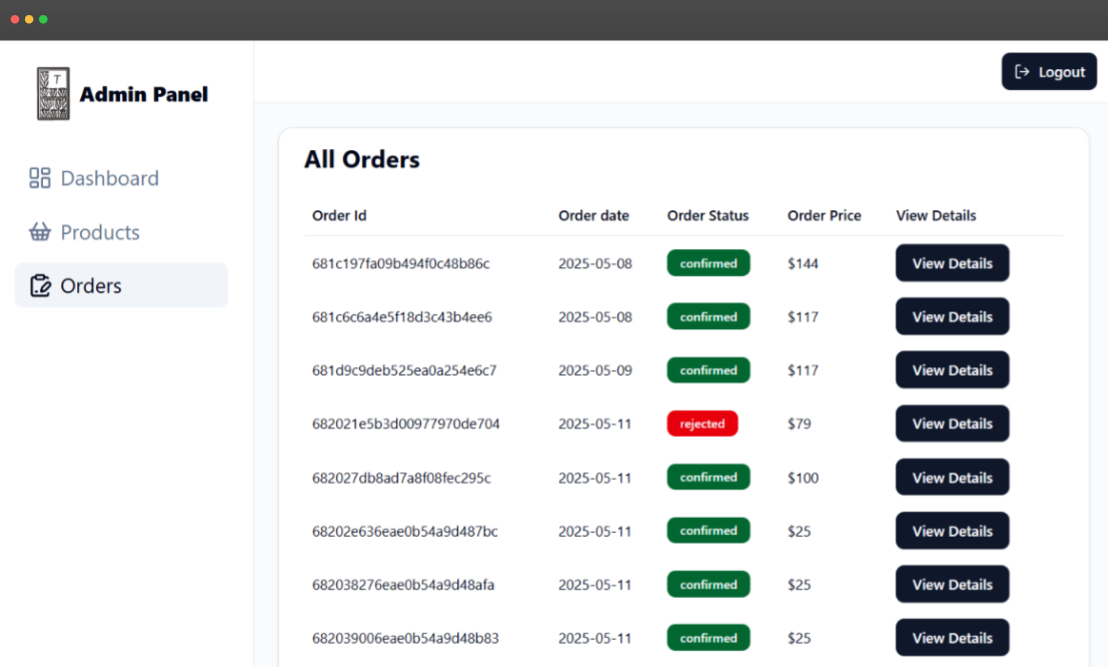 Logout
T
Admin Panel
Dashboard
Products
Orders
All Orders
Order Id Order date Order Status Order Price View Details
681c197fa09b494f0c48b86c 2025-05-08 confirmed $144 View Details
681c6c6a4e5f18d3c43b4ee6 2025-05-08 confirmed $117 View Details
681d9c9deb525ea0a254e6c7 2025-05-09 confirmed $117 View Details
682021e5b3d00977970de704 2025-05-11 rejected $79 View Details
682027db8ad7a8f08fec295c 2025-05-11 confirmed $100 View Details
68202e636eae0b54a9d487bc 2025-05-11 confirmed $25 View Details
682038276eae0b54a9d48afa 2025-05-11 confirmed $25 View Details
682039006eae0b54a9d48b83 2025-05-11 confirmed $25 View Details